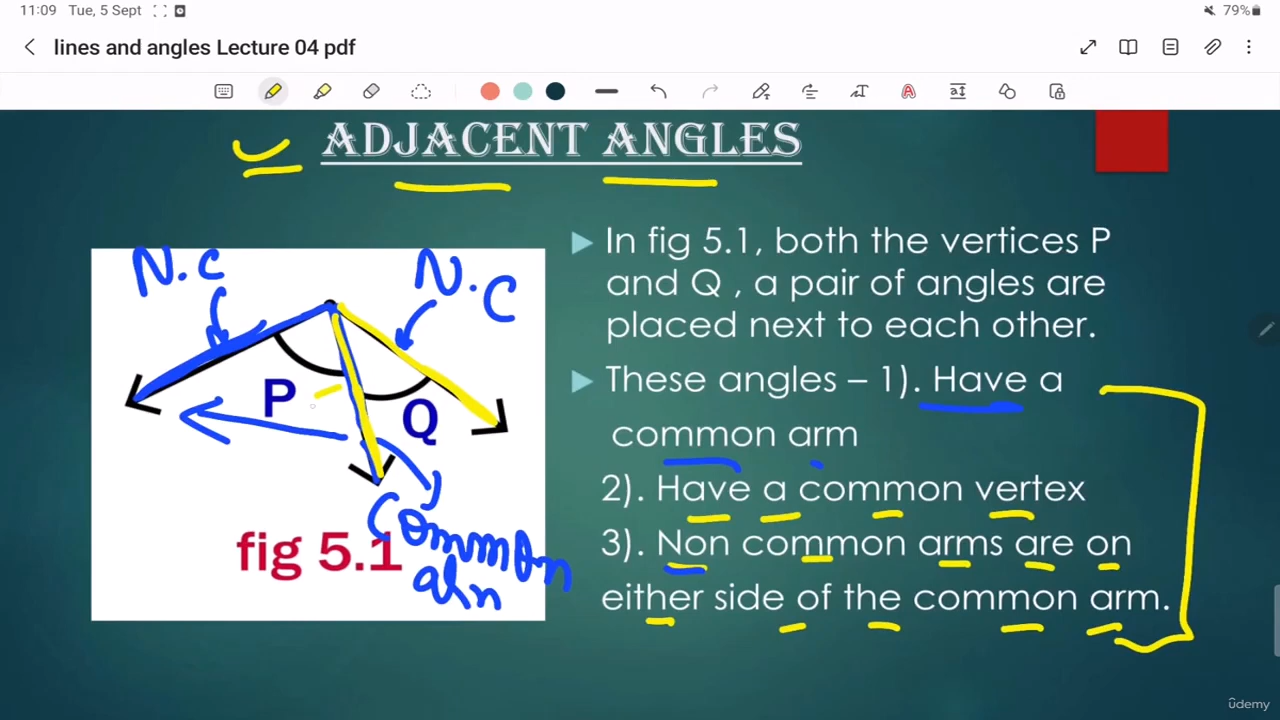 11:09 Tue, 5 Sept 79%
lines and angles Lecture 04 pdf
ADJACENT ANGLES
N.C
N.C
P
Q
Common
arm
fig 5.1
In fig 5.1, both the vertices P
and Q , a pair of angles are
placed next to each other.
These angles – 1). Have a
common arm
2). Have a common vertex
3). Non common arms are on
either side of the common arm.
ûdemy